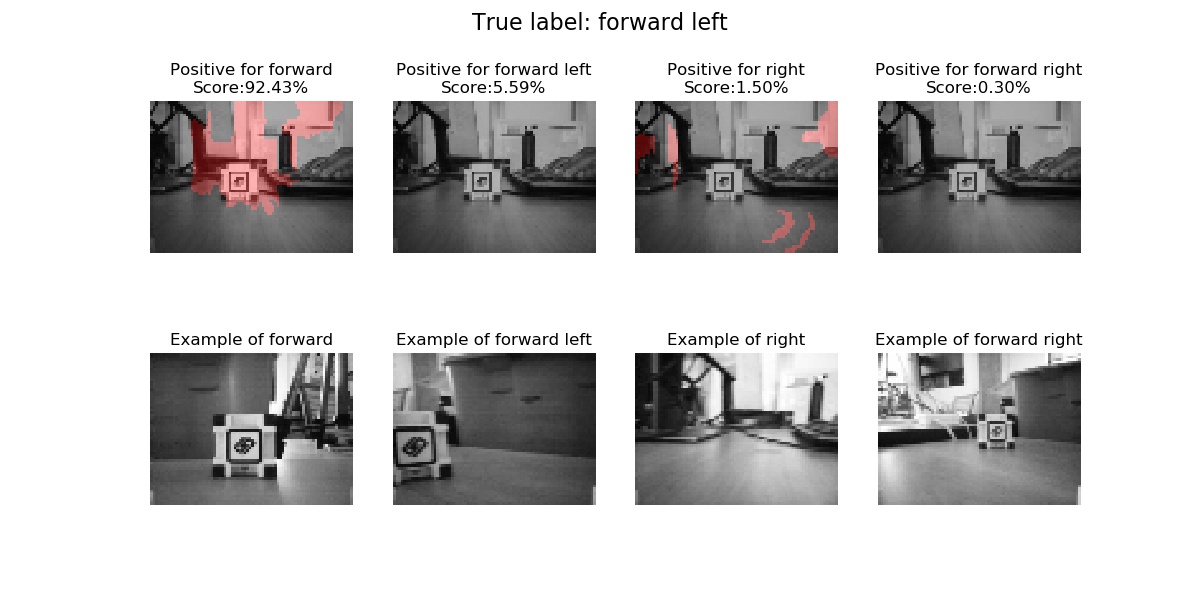 True label: forward left
Positive for forward
Score:92.43%
Positive for forward left
Score:5.59%
Positive for right
Score:1.50%
Positive for forward right
Score:0.30%
Example of forward
Example of forward left
Example of right
Example of forward right